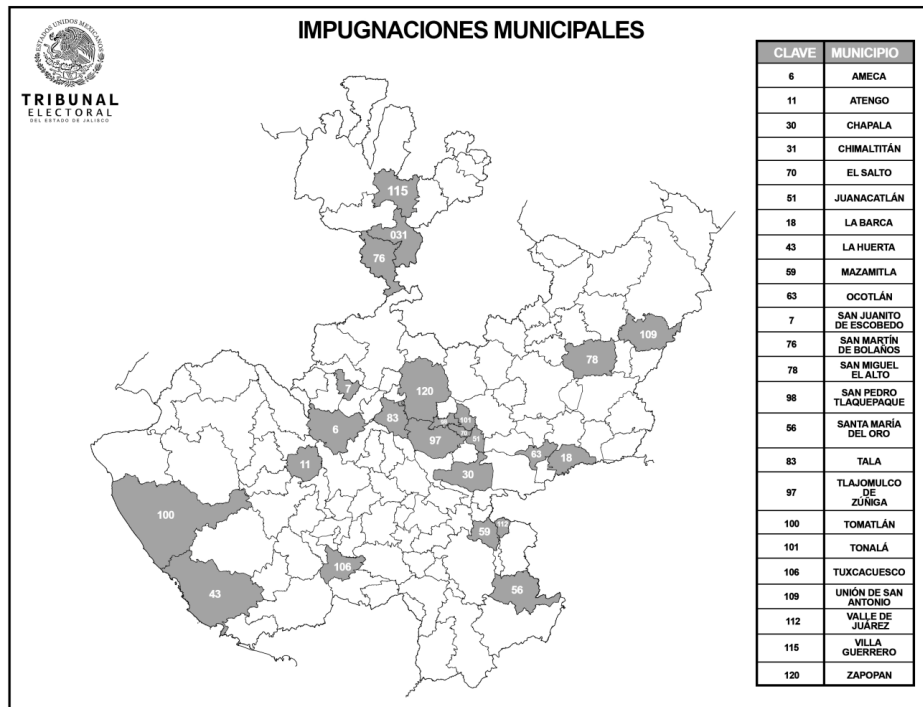 IMPUGNACIONES MUNICIPALES
ESTADOS UNIDOS MEXICANOS
TRIBUNAL
ELECTORAL
DEL ESTADO DE JALISCO
115
031
76
109
78
7
120
83
101
6
97
51
11
30
63
18
100
59
112
106
43
56
CLAVE MUNICIPIO
6 AMECA
11 ATENGO
30 CHAPALA
31 CHIMALTITÁN
70 EL SALTO
51 JUANACATLÁN
18 LA BARCA
43 LA HUERTA
59 MAZAMITLA
63 OCOTLÁN
7 SAN JUANITO
DE ESCOBEDO
76 SAN MARTÍN
DE BOLAÑOS
78 SAN MIGUEL
EL ALTO
98 SAN PEDRO
TLAQUEPAQUE
56 SANTA MARÍA
DEL ORO
83 TALA
97 TLAJOMULCO
DE
ZÚÑIGA
100 TOMATLÁN
101 TONALÁ
106 TUXCACUESCO
109 UNIÓN DE SAN
ANTONIO
112 VALLE DE
JUÁREZ
115 VILLA
GUERRERO
120 ZAPOPAN